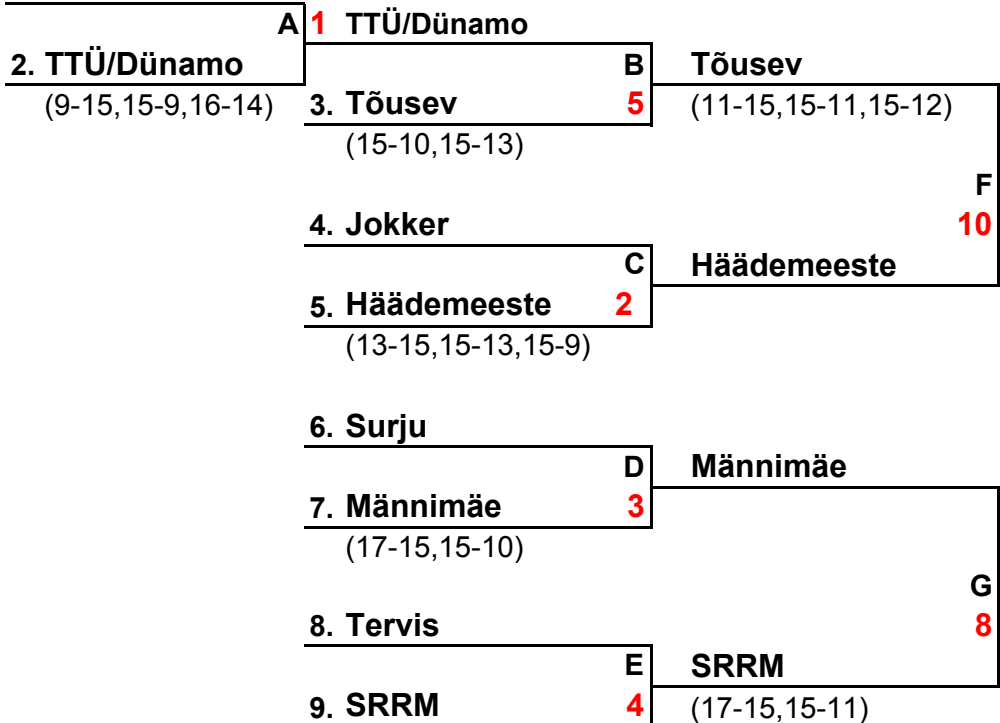 A 1 TTÜ/Dünamo
2. TTÜ/Dünamo B Tõusev
(9-15,15-9,16-14) 3. Tõusev 5 (11-15,15-11,15-12)
(15-10,15-13)
F
4. Jokker 10
C Häädemeeste
5. Häädemeeste 2
(13-15,15-13,15-9)
6. Surju
D Männimäe
7. Männimäe 3
(17-15,15-10)
G
8. Tervis 8
E SRRM
9. SRRM 4 (17-15,15-11)